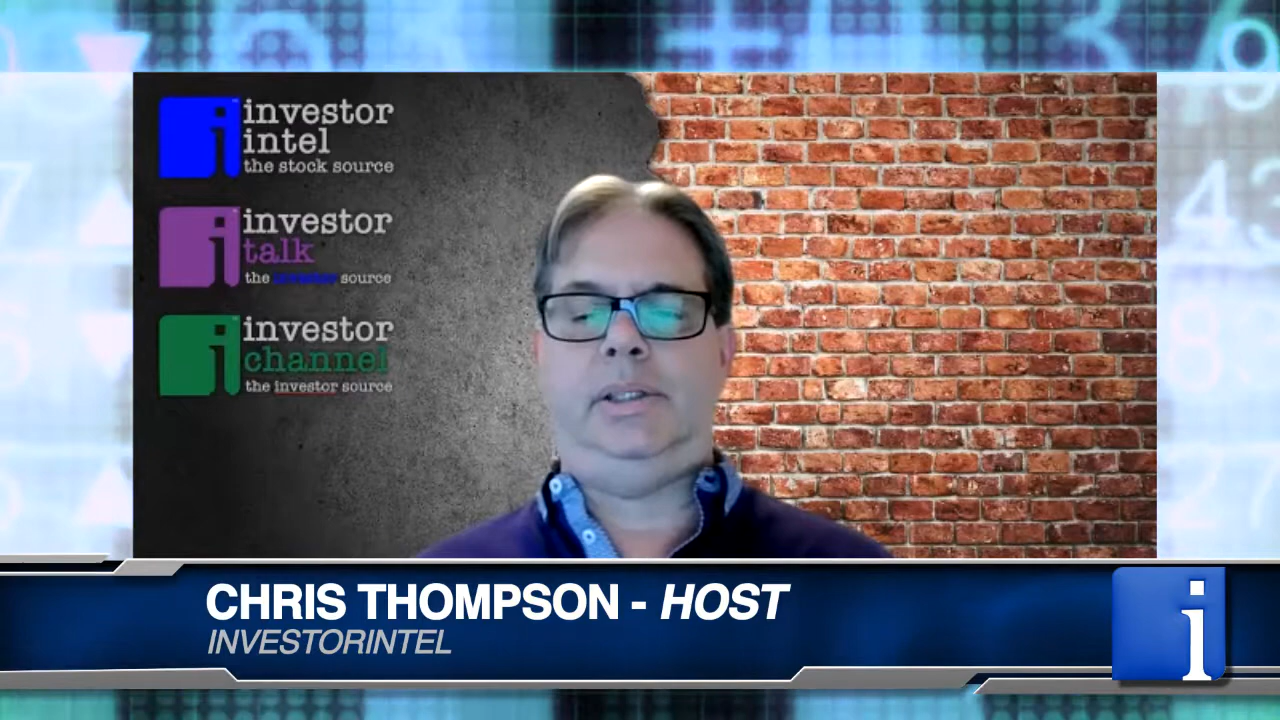 investor
intel
the stock source
investor
talk
the investor source
investor
channel
the investor source
CHRIS THOMPSON - HOST
INVESTORINTEL
i